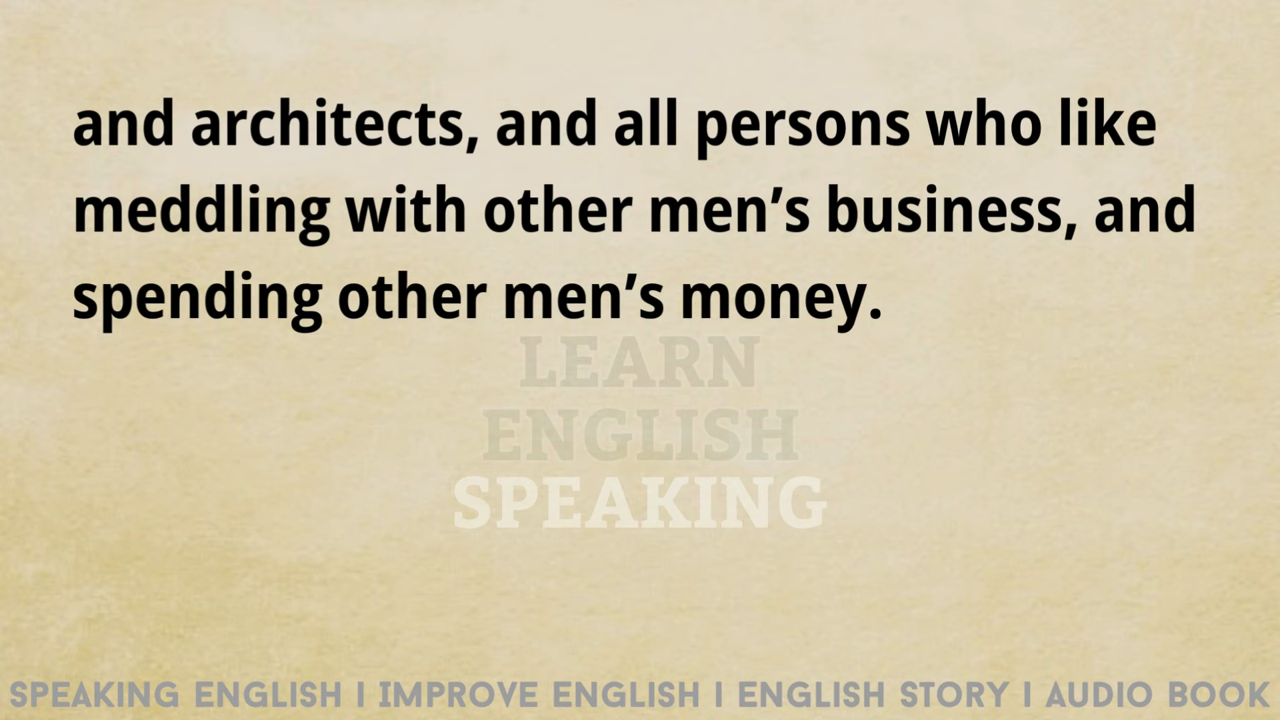 and architects, and all persons who like
meddling with other men’s business, and
spending other men’s money.
LEARN
ENGLISH
SPEAKING
SPEAKING ENGLISH I IMPROVE ENGLISH I ENGLISH STORY I AUDIO BOOK